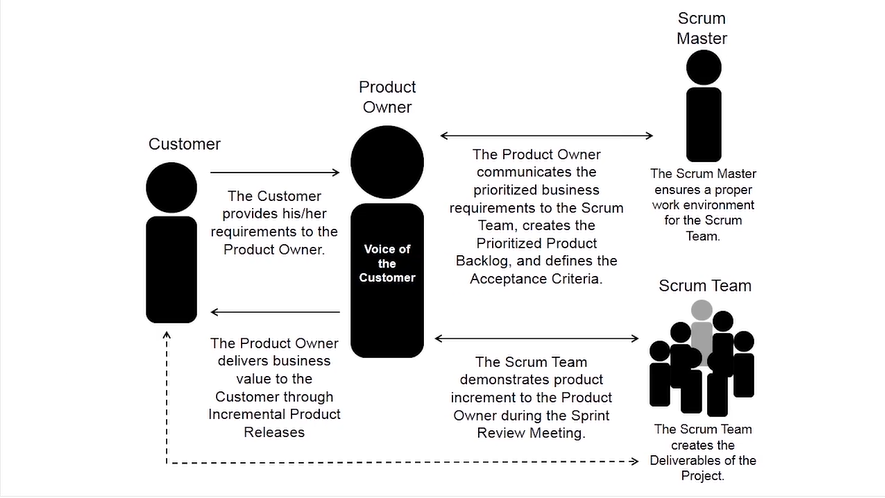 Scrum
Master
Product
Owner
Customer
The Customer
provides his/her
requirements to the
Product Owner.
Voice of
the
Customer
The Product Owner
communicates the
prioritized business
requirements to the Scrum
Team, creates the
Prioritized Product
Backlog, and defines the
Acceptance Criteria.
The Scrum Master
ensures a proper
work environment
for the Scrum
Team.
Scrum Team
The Product Owner
delivers business
value to the
Customer through
Incremental Product
Releases
The Scrum Team
demonstrates product
increment to the Product
Owner during the Sprint
Review Meeting.
The Scrum Team
creates the
Deliverables of the
Project.